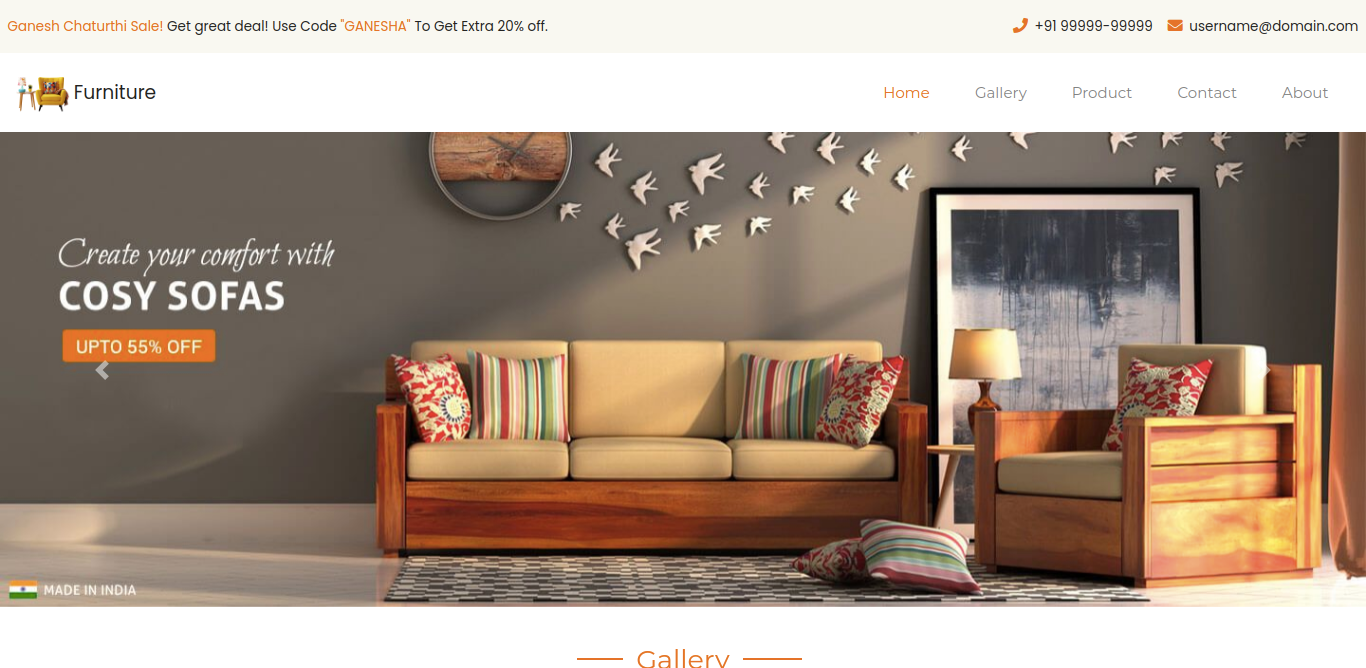 Ganesh Chaturthi Sale! Get great deal! Use Code "GANESHA" To Get Extra 20% off.
+91 99999-99999
username@domain.com
Furniture
Home
Gallery
Product
Contact
About
Create your comfort with
COSY SOFAS
UPTO 55% OFF
MADE IN INDIA
Gallery